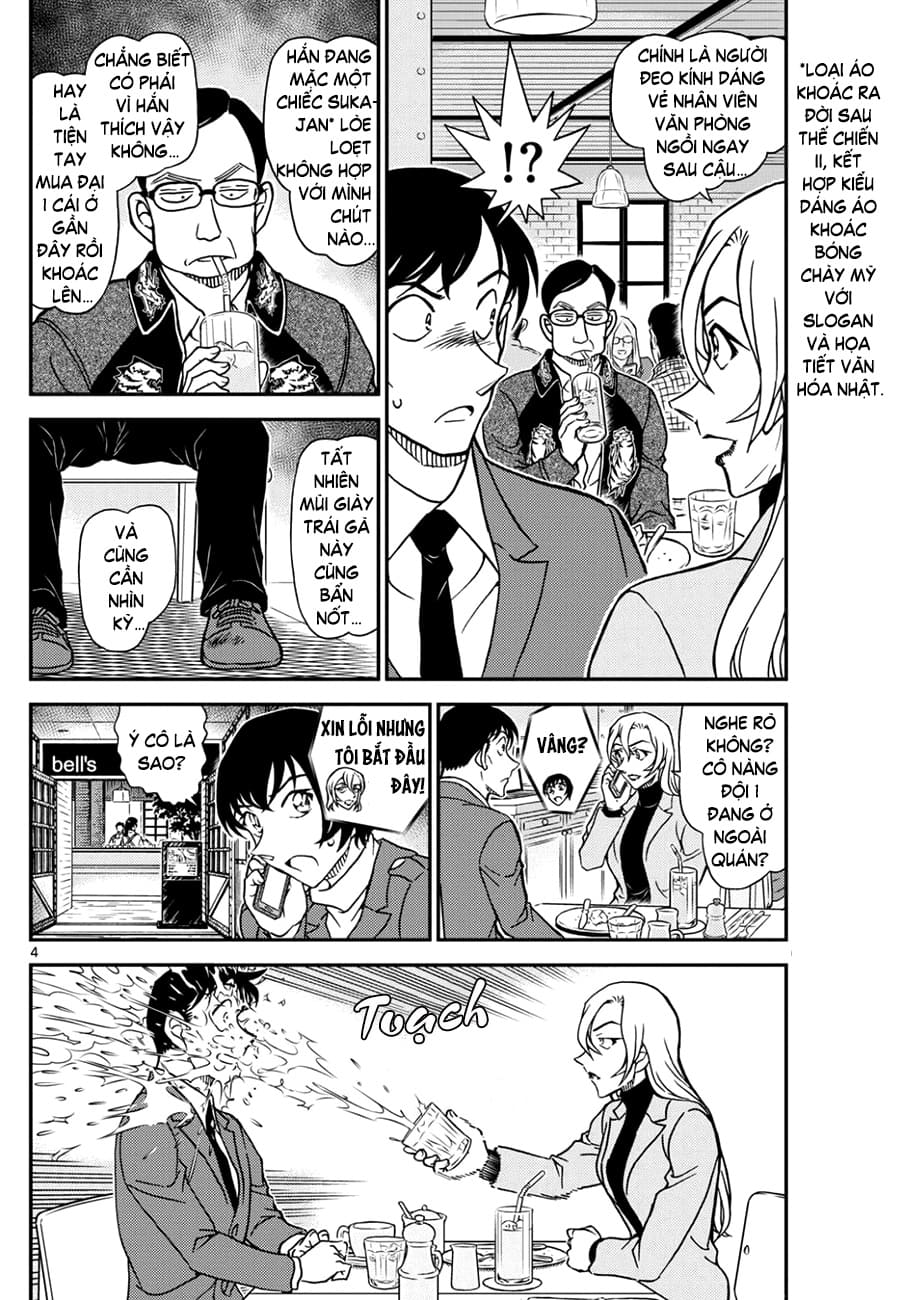 CHÍNH LÀ NGƯỜI
ĐEO KÍNH DÁNG
VẺ NHÂN VIÊN
VĂN PHÒNG
NGỒI NGAY
SAU CẬU...
!?
*LOẠI ÁO
KHOÁC RA
ĐỜI SAU
THẾ CHIẾN
II, KẾT
HỢP KIỂU
DÁNG ÁO
KHOÁC
BÓNG
CHÀY MỸ
VỚI
SLOGAN
VÀ HỌA
TIẾT VĂN
HÓA NHẬT.
HẮN ĐANG
MẶC MỘT
CHIẾC SUKA-
JAN* LÒE
LOẸT
KHÔNG HỢP
VỚI MÌNH
CHÚT
NÀO...
CHẲNG BIẾT
CÓ PHẢI
VÌ HẮN
THÍCH VẬY
KHÔNG...
HAY
LÀ
TIỆN
TAY
MUA ĐẠI
1 CÁI Ở
GẦN
ĐÂY RỒI
KHOÁC
LÊN...
TẤT
NHIÊN
MŨI GIÀY
TRÁI GÃ
NÀY
CŨNG
BẨN
NỐT...
VÀ
CŨNG
CẦN
NHÌN
KỸ...
NGHE RÕ
KHÔNG?
CÔ NÀNG
ĐỘI 1
ĐANG Ở
NGOÀI
QUÁN?
VÂNG?
XIN LỖI NHƯNG
TÔI BẮT ĐẦU
ĐÂY!
Ý CÔ LÀ
SAO?
bell's
4
Toạch